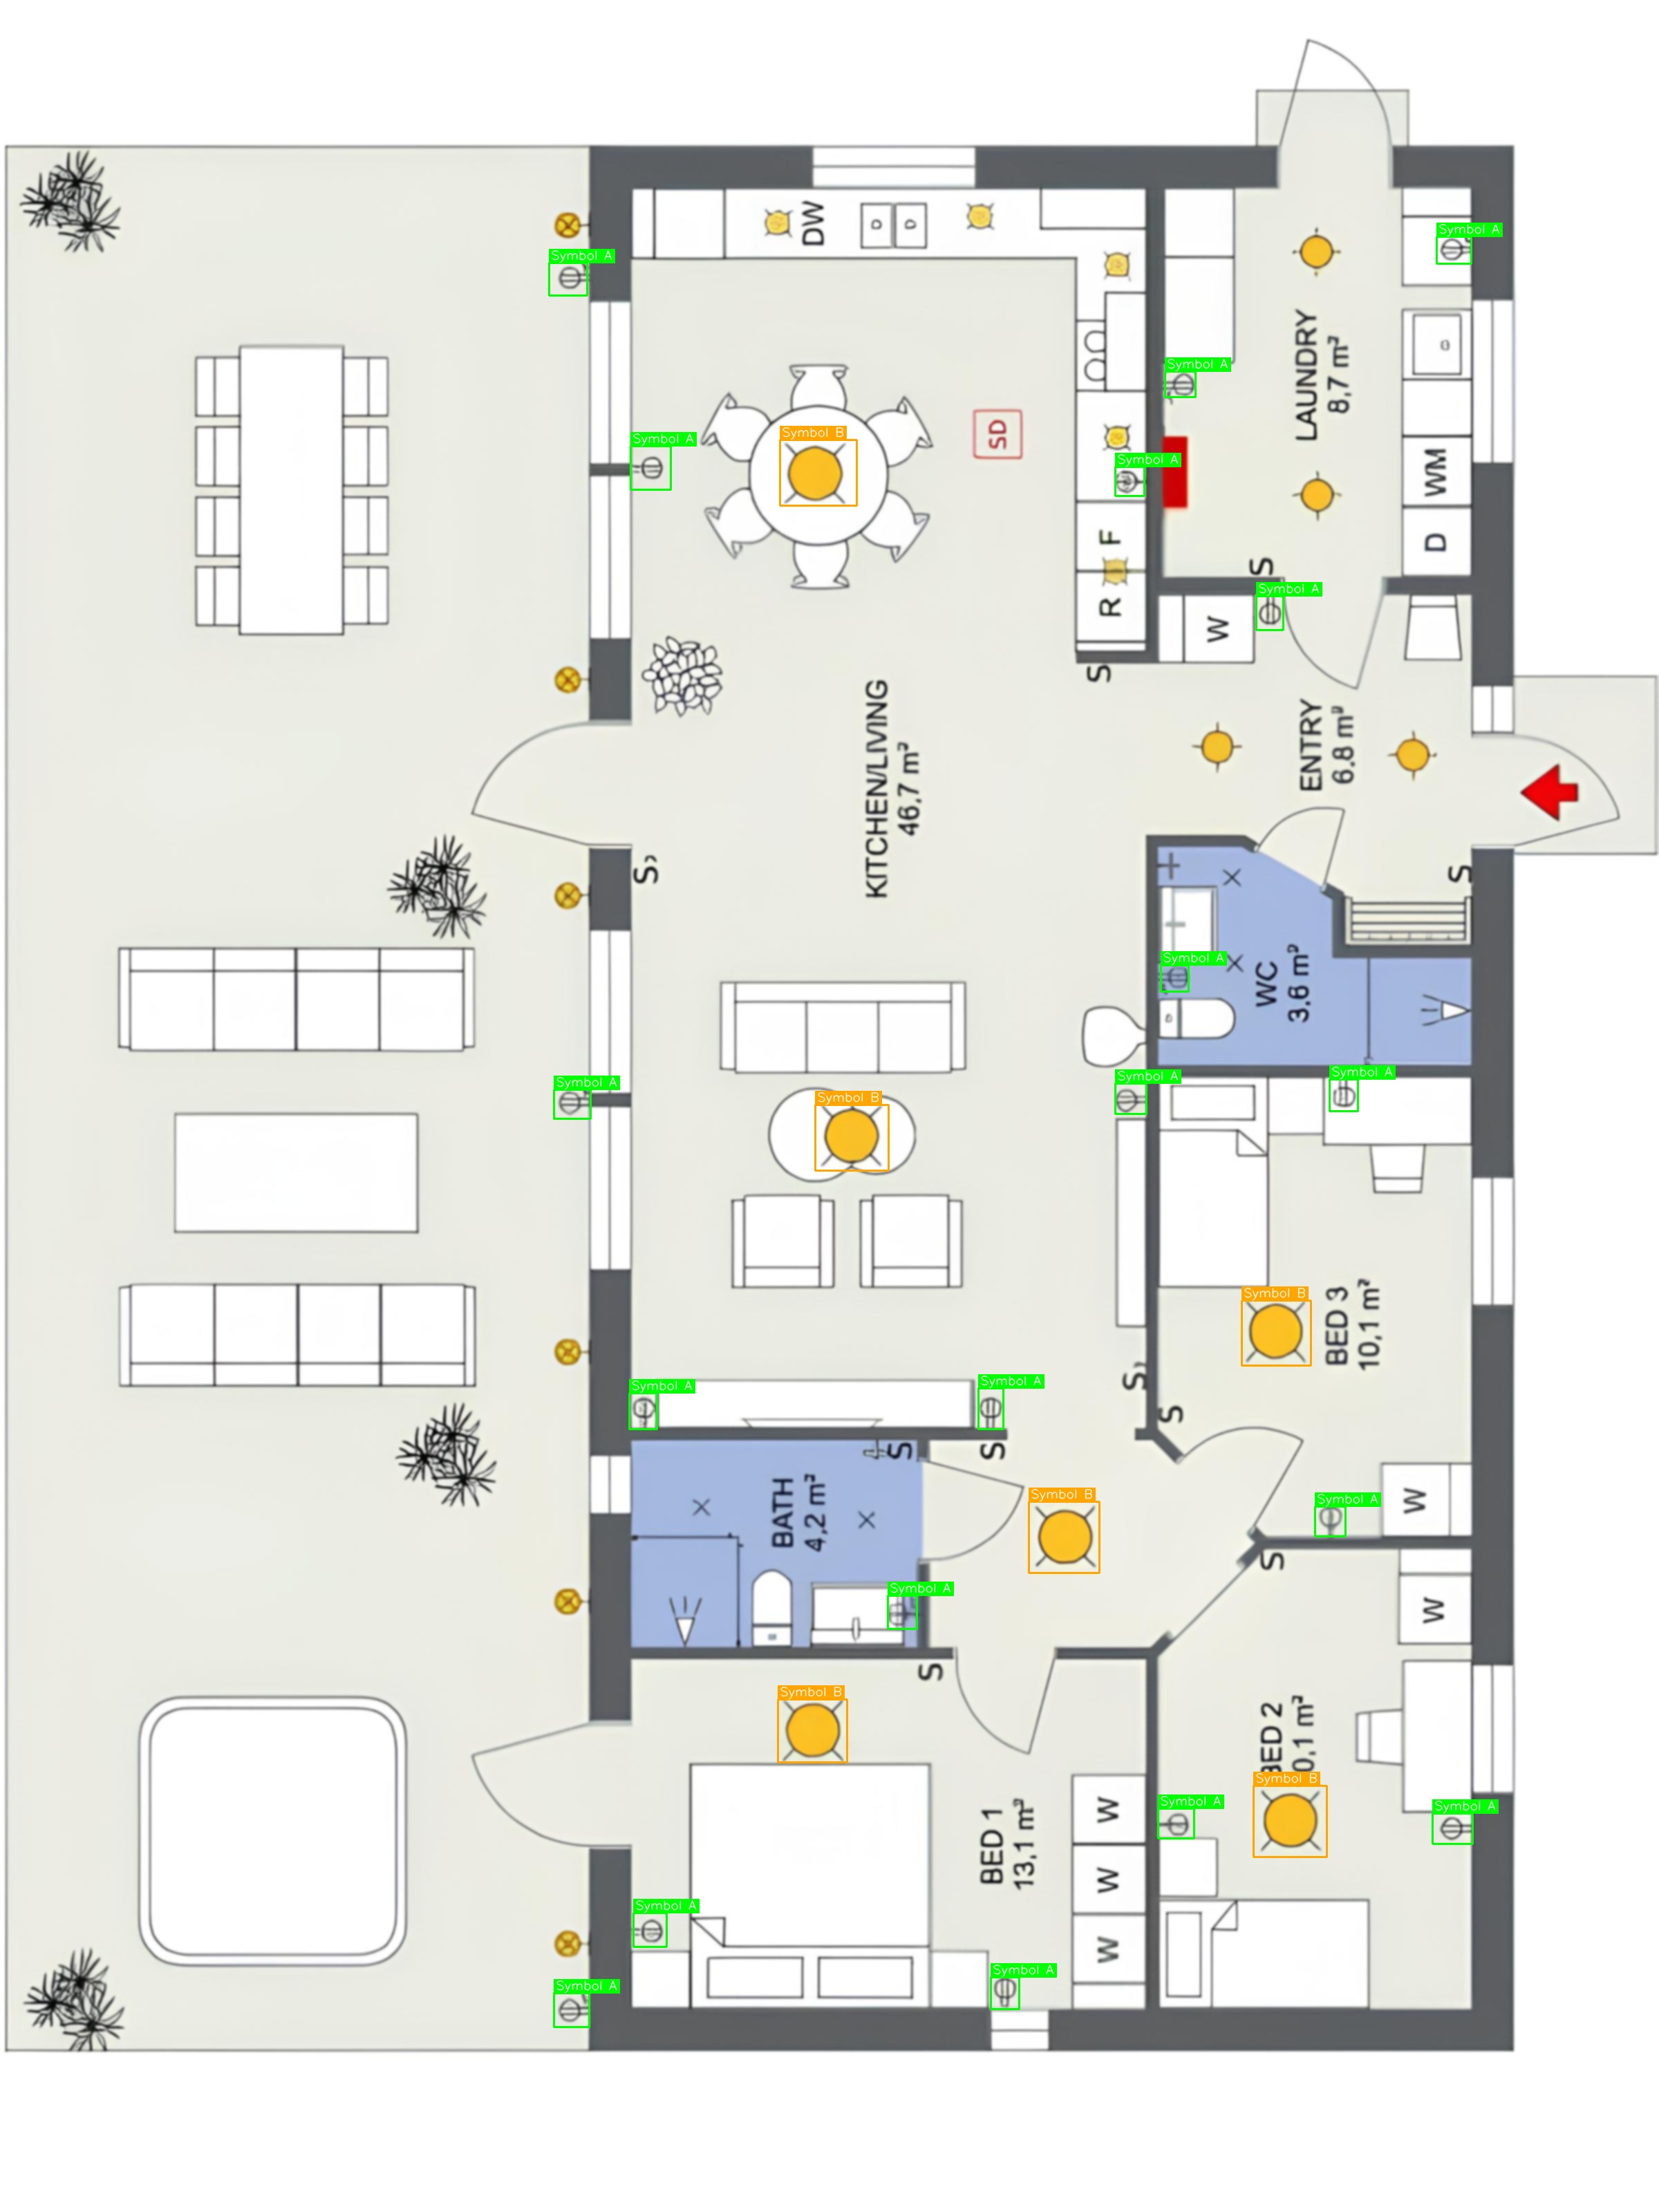 Symbol A
DW
Symbol A
LAUNDRY
8,7 m²
Symbol A
Symbol B
SD
Symbol A
Symbol A
WM
F
D
S
Symbol A
R
W
S
KITCHEN/LIVING
46,7 m²
ENTRY
6,8 m²
S
S
Symbol A
WC
3,6 m²
Symbol A
Symbol B
Symbol A
Symbol A
Symbol B
BED 3
10,1 m²
Symbol A
Symbol A
S
S
S
S
BATH
4,2 m²
Symbol B
Symbol A
W
S
Symbol A
W
S
Symbol B
BED 2
0,1 m²
Symbol B
BED 1
13,1 m²
W
Symbol A
Symbol A
W
Symbol A
W
Symbol A
Symbol A